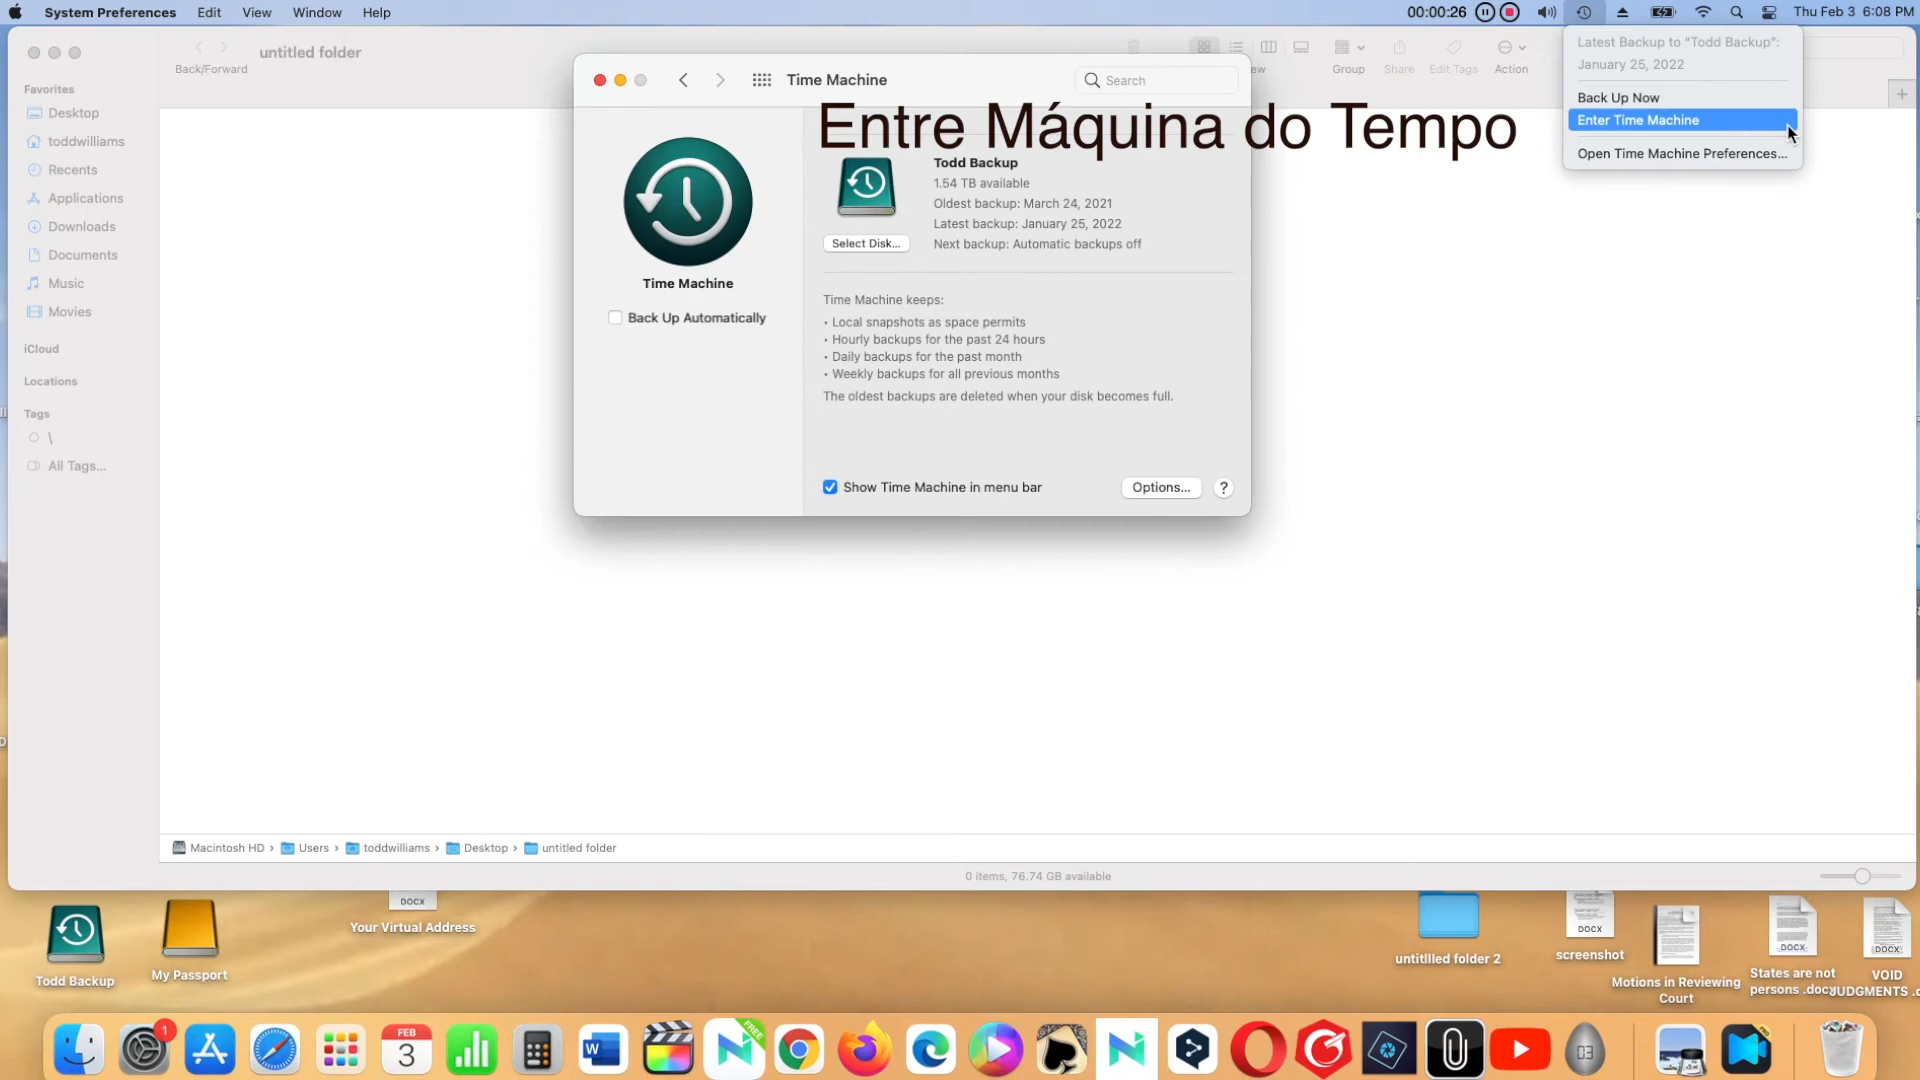 System Preferences Edit View Window Help
00:00:26
Thu Feb 3 6:08 PM
Back/Forward
untitled folder
ew
Group
Share
Edit Tags
Action
Favorites
Desktop
toddwilliams
Recents
Applications
Downloads
Documents
Music
Movies
iCloud
Locations
Tags
\
All Tags...
Time Machine
Search
Entre Máquina do Tempo
Time Machine
Back Up Automatically
Todd Backup
1.54 TB available
Oldest backup: March 24, 2021
Latest backup: January 25, 2022
Next backup: Automatic backups off
Select Disk...
Time Machine keeps:
• Local snapshots as space permits
• Hourly backups for the past 24 hours
• Daily backups for the past month
• Weekly backups for all previous months
The oldest backups are deleted when your disk becomes full.
Show Time Machine in menu bar
Options...
?
Latest Backup to “Todd Backup”:
January 25, 2022
Back Up Now
Enter Time Machine
Open Time Machine Preferences...
Macintosh HD › Users › toddwilliams › Desktop › untitled folder
0 items, 76.74 GB available
Todd Backup
My Passport
DOCX
Your Virtual Address
untitlled folder 2
DOCX
screenshot
Motions in Reviewing
Court
DOCX
States are not
persons .docx
DOCX
VOID
JUDGMENTS .d
1
FEB
3
W
FREE
03
PRO